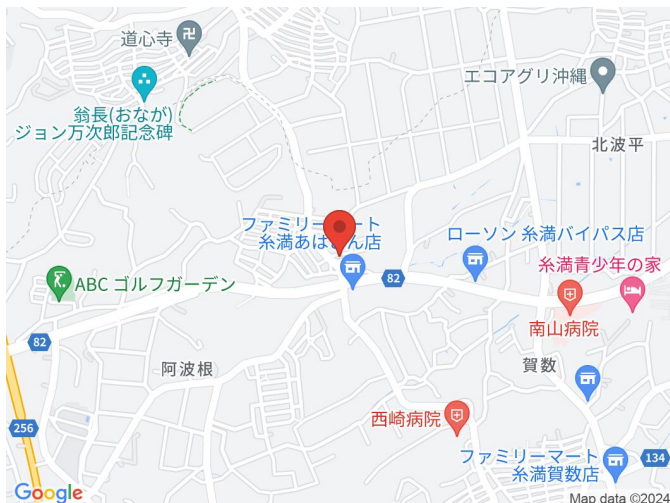 道心寺
翁長(おなが)
ジョン万次郎記念碑
エコアグリ沖縄
北波平
ファミリーマート
糸満あはごん店
ローソン 糸満バイパス店
糸満青少年の家
82
ABC ゴルフガーデン
南山病院
82
阿波根
賀数
256
西崎病院
ファミリーマート
糸満賀数店
134
Google
Map data ©2024